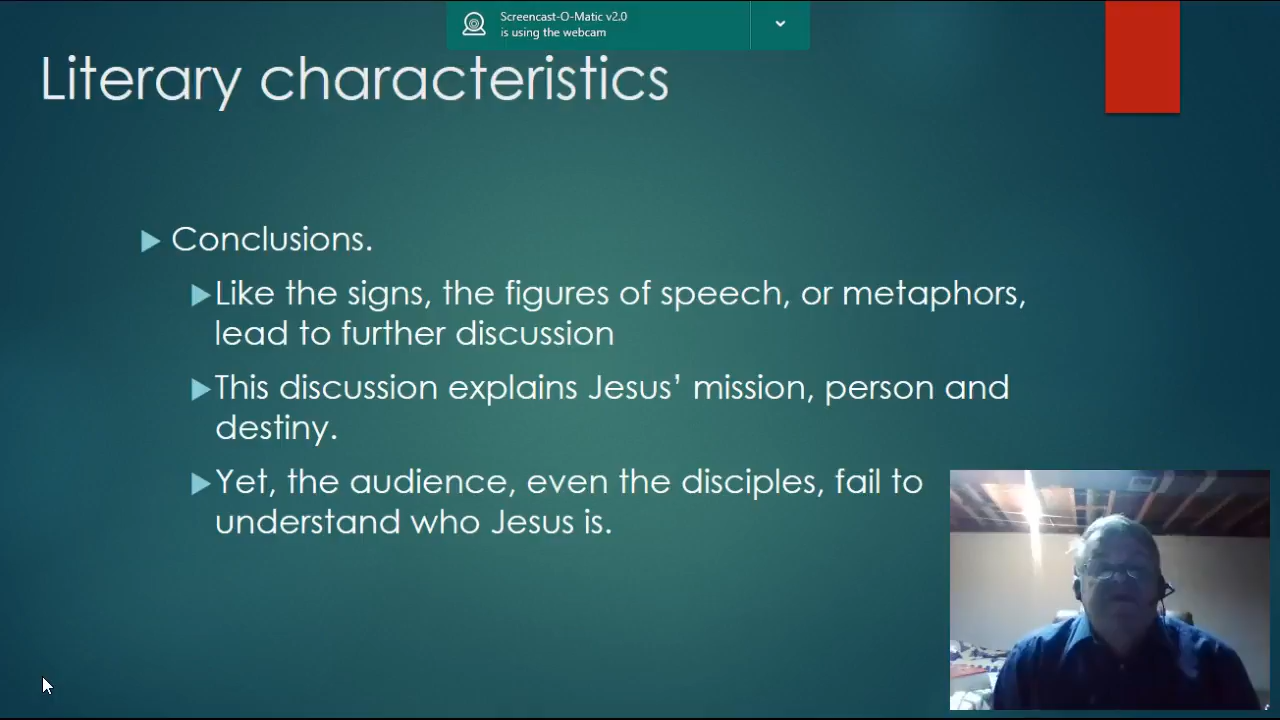 Screencast-O-Matic v2.0
is using the webcam
Literary characteristics
Conclusions.
Like the signs, the figures of speech, or metaphors,
lead to further discussion
This discussion explains Jesus’ mission, person and
destiny.
Yet, the audience, even the disciples, fail to
understand who Jesus is.